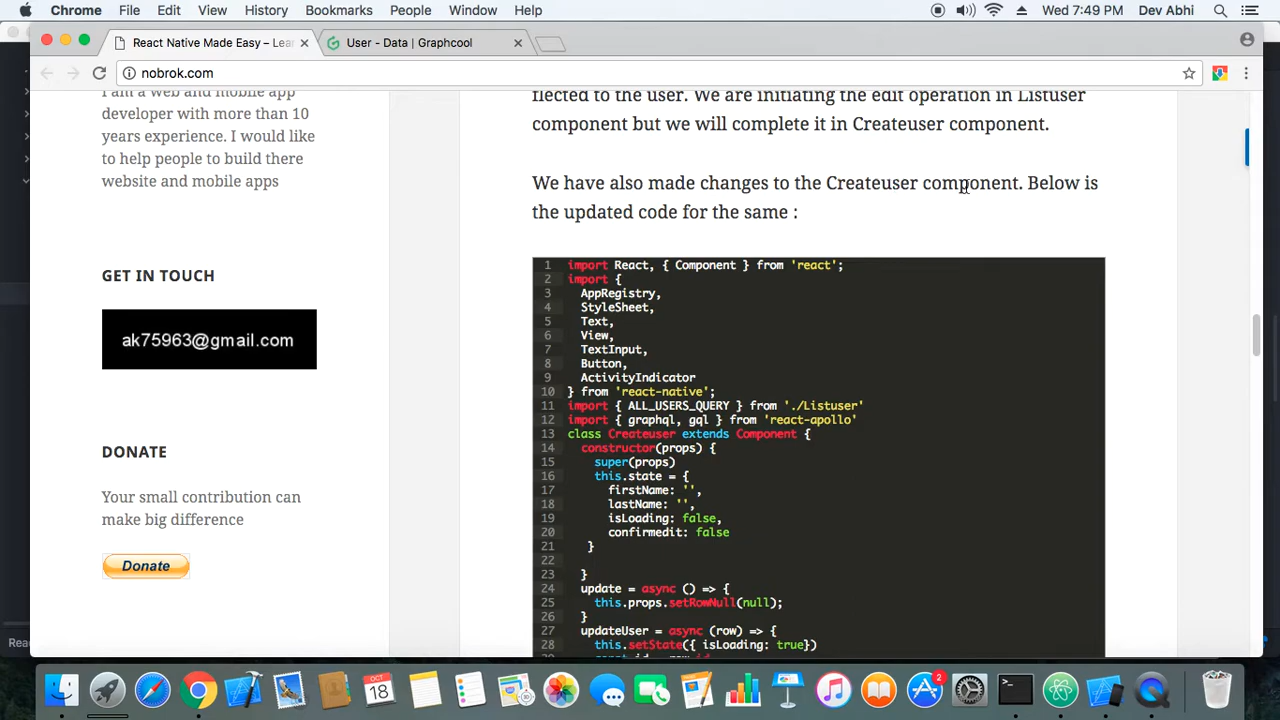 Chrome File Edit View History Bookmarks People Window Help Wed 7:49 PM Dev Abhi
React Native Made Easy – Lea User - Data | Graphcool
nobrok.com
I am a web and mobile app
developer with more than 10
years experience. I would like
to help people to build there
website and mobile apps
GET IN TOUCH
ak75963@gmail.com
DONATE
Your small contribution can
make big difference
Donate
flected to the user. We are initiating the edit operation in Listuser
component but we will complete it in Createuser component.
We have also made changes to the Createuser component. Below is
the updated code for the same :
1 import React, { Component } from 'react';
2 import {
3 AppRegistry,
4 StyleSheet,
5 Text,
6 View,
7 TextInput,
8 Button,
9 ActivityIndicator
10 } from 'react-native';
11 import { ALL_USERS_QUERY } from './Listuser'
12 import { graphql, gql } from 'react-apollo'
13 class Createuser extends Component {
14 constructor(props) {
15 super(props)
16 this.state = {
17 firstName: '',
18 lastName: '',
19 isLoading: false,
20 confirmedit: false
21 }
22
23 }
24 update = async () => {
25 this.props.setRowNull(null);
26 }
27 updateUser = async (row) => {
28 this.setState({ isLoading: true})
Rea
OCT
18
2